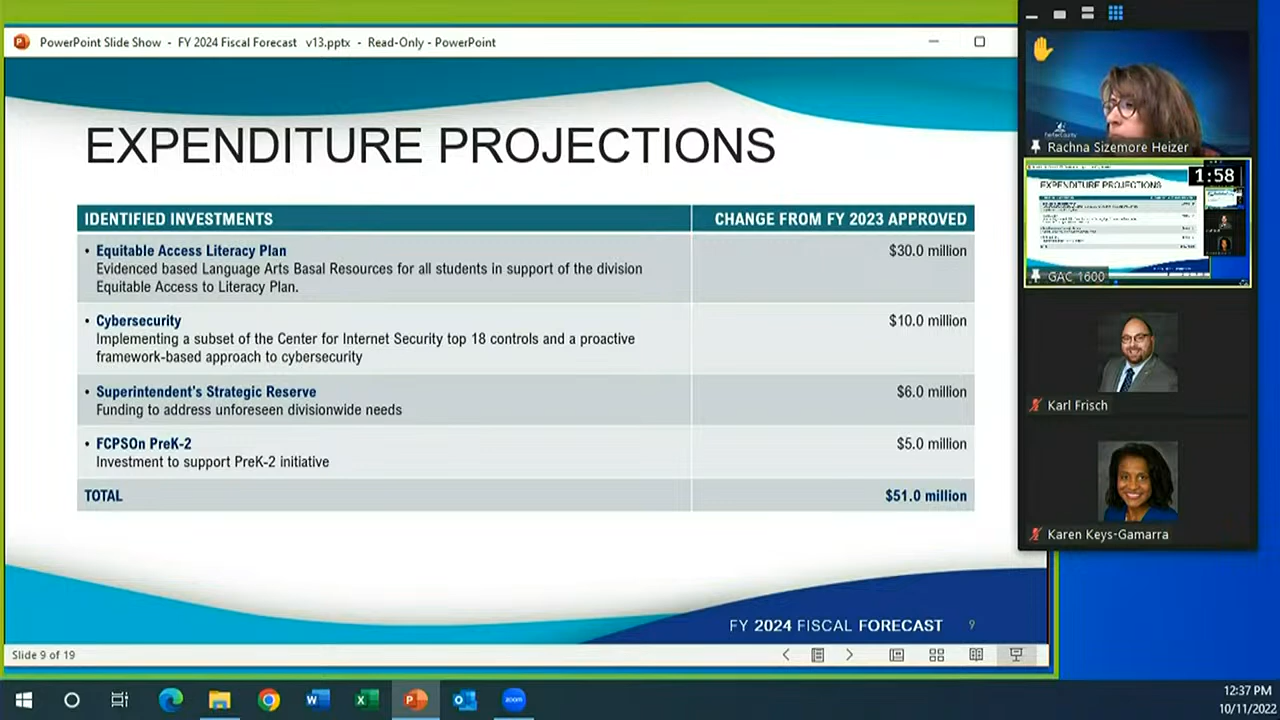 PowerPoint Slide Show - FY 2024 Fiscal Forecast v13.pptx - Read-Only - PowerPoint
EXPENDITURE PROJECTIONS
IDENTIFIED INVESTMENTS CHANGE FROM FY 2023 APPROVED
• Equitable Access Literacy Plan $30.0 million
Evidenced based Language Arts Basal Resources for all students in support of the division
Equitable Access to Literacy Plan.
• Cybersecurity $10.0 million
Implementing a subset of the Center for Internet Security top 18 controls and a proactive
framework-based approach to cybersecurity
• Superintendent's Strategic Reserve $6.0 million
Funding to address unforeseen divisionwide needs
• FCPSOn PreK-2 $5.0 million
Investment to support PreK-2 initiative
TOTAL $51.0 million
FY 2024 FISCAL FORECAST 9
Slide 9 of 19
Rachna Sizemore Heizer
1:58
EXPENDITURE PROJECTIONS
GAC 1600
Karl Frisch
Karen Keys-Gamarra
zoom
12:37 PM
10/11/2022